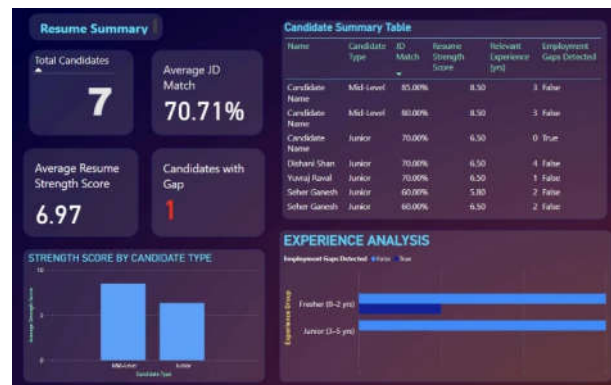 Resume Summary
Total Candidates
7
Average JD
Match
70.71%
Average Resume
Strength Score
6.97
Candidates with
Gap
1
Candidate Summary Table
Name Candidate Type JD Match Resume Strength Score Relevant Experience (yrs) Employment Gaps Detected
Candidate Name Mid-Level 85.00% 8.50 3 False
Candidate Name Mid-Level 80.00% 8.50 3 False
Candidate Name Junior 70.00% 6.50 0 True
Dishani Shan Junior 70.00% 6.50 4 False
Yuvraj Raval Junior 70.00% 6.50 1 False
Seher Ganesh Junior 60.00% 5.80 2 False
Seher Ganesh Junior 60.00% 6.50 2 False
STRENGTH SCORE BY CANDIDATE TYPE
10
5
0
Average Strength Score
Mid-Level Junior
Candidate Type
EXPERIENCE ANALYSIS
Employment Gaps Detected False True
Experience Group
Fresher (0-2 yrs)
Junior (3-5 yrs)